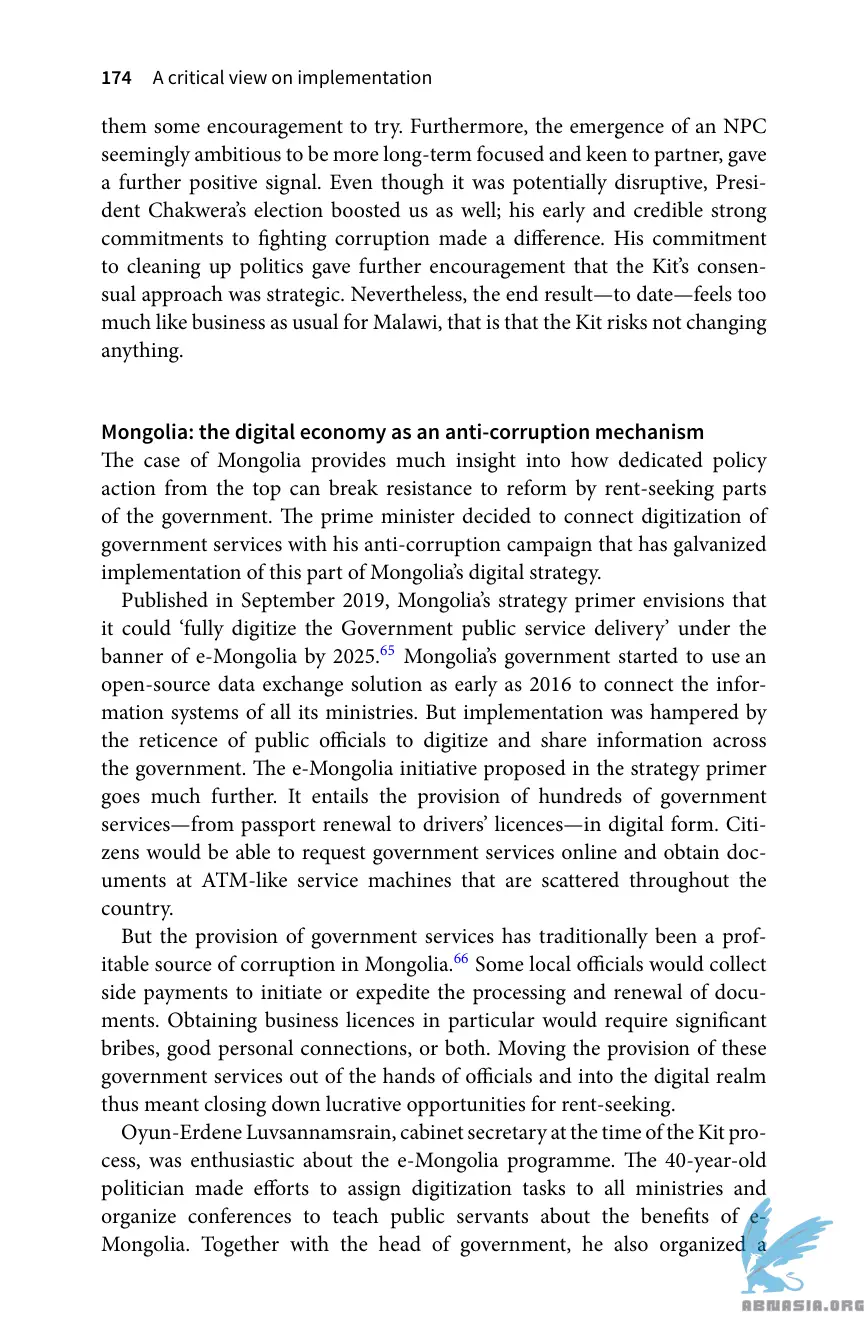 174 A critical view on implementation
them some encouragement to try. Furthermore, the emergence of an NPC
seemingly ambitious to be more long-term focused and keen to partner, gave
a further positive signal. Even though it was potentially disruptive, Presi-
dent Chakwera’s election boosted us as well; his early and credible strong
commitments to fighting corruption made a difference. His commitment
to cleaning up politics gave further encouragement that the Kit’s consen-
sual approach was strategic. Nevertheless, the end result—to date—feels too
much like business as usual for Malawi, that is that the Kit risks not changing
anything.
Mongolia: the digital economy as an anti-corruption mechanism
The case of Mongolia provides much insight into how dedicated policy
action from the top can break resistance to reform by rent-seeking parts
of the government. The prime minister decided to connect digitization of
government services with his anti-corruption campaign that has galvanized
implementation of this part of Mongolia’s digital strategy.
Published in September 2019, Mongolia’s strategy primer envisions that
it could ‘fully digitize the Government public service delivery’ under the
banner of e-Mongolia by 2025.65 Mongolia’s government started to use an
open-source data exchange solution as early as 2016 to connect the infor-
mation systems of all its ministries. But implementation was hampered by
the reticence of public officials to digitize and share information across
the government. The e-Mongolia initiative proposed in the strategy primer
goes much further. It entails the provision of hundreds of government
services—from passport renewal to drivers’ licences—in digital form. Citi-
zens would be able to request government services online and obtain doc-
uments at ATM-like service machines that are scattered throughout the
country.
But the provision of government services has traditionally been a prof-
itable source of corruption in Mongolia.66 Some local officials would collect
side payments to initiate or expedite the processing and renewal of docu-
ments. Obtaining business licences in particular would require significant
bribes, good personal connections, or both. Moving the provision of these
government services out of the hands of officials and into the digital realm
thus meant closing down lucrative opportunities for rent-seeking.
Oyun-Erdene Luvsannamsrain, cabinet secretary at the time of the Kit pro-
cess, was enthusiastic about the e-Mongolia programme. The 40-year-old
politician made efforts to assign digitization tasks to all ministries and
organize conferences to teach public servants about the benefits of e-
Mongolia. Together with the head of government, he also organized a
ABNASIA.ORG